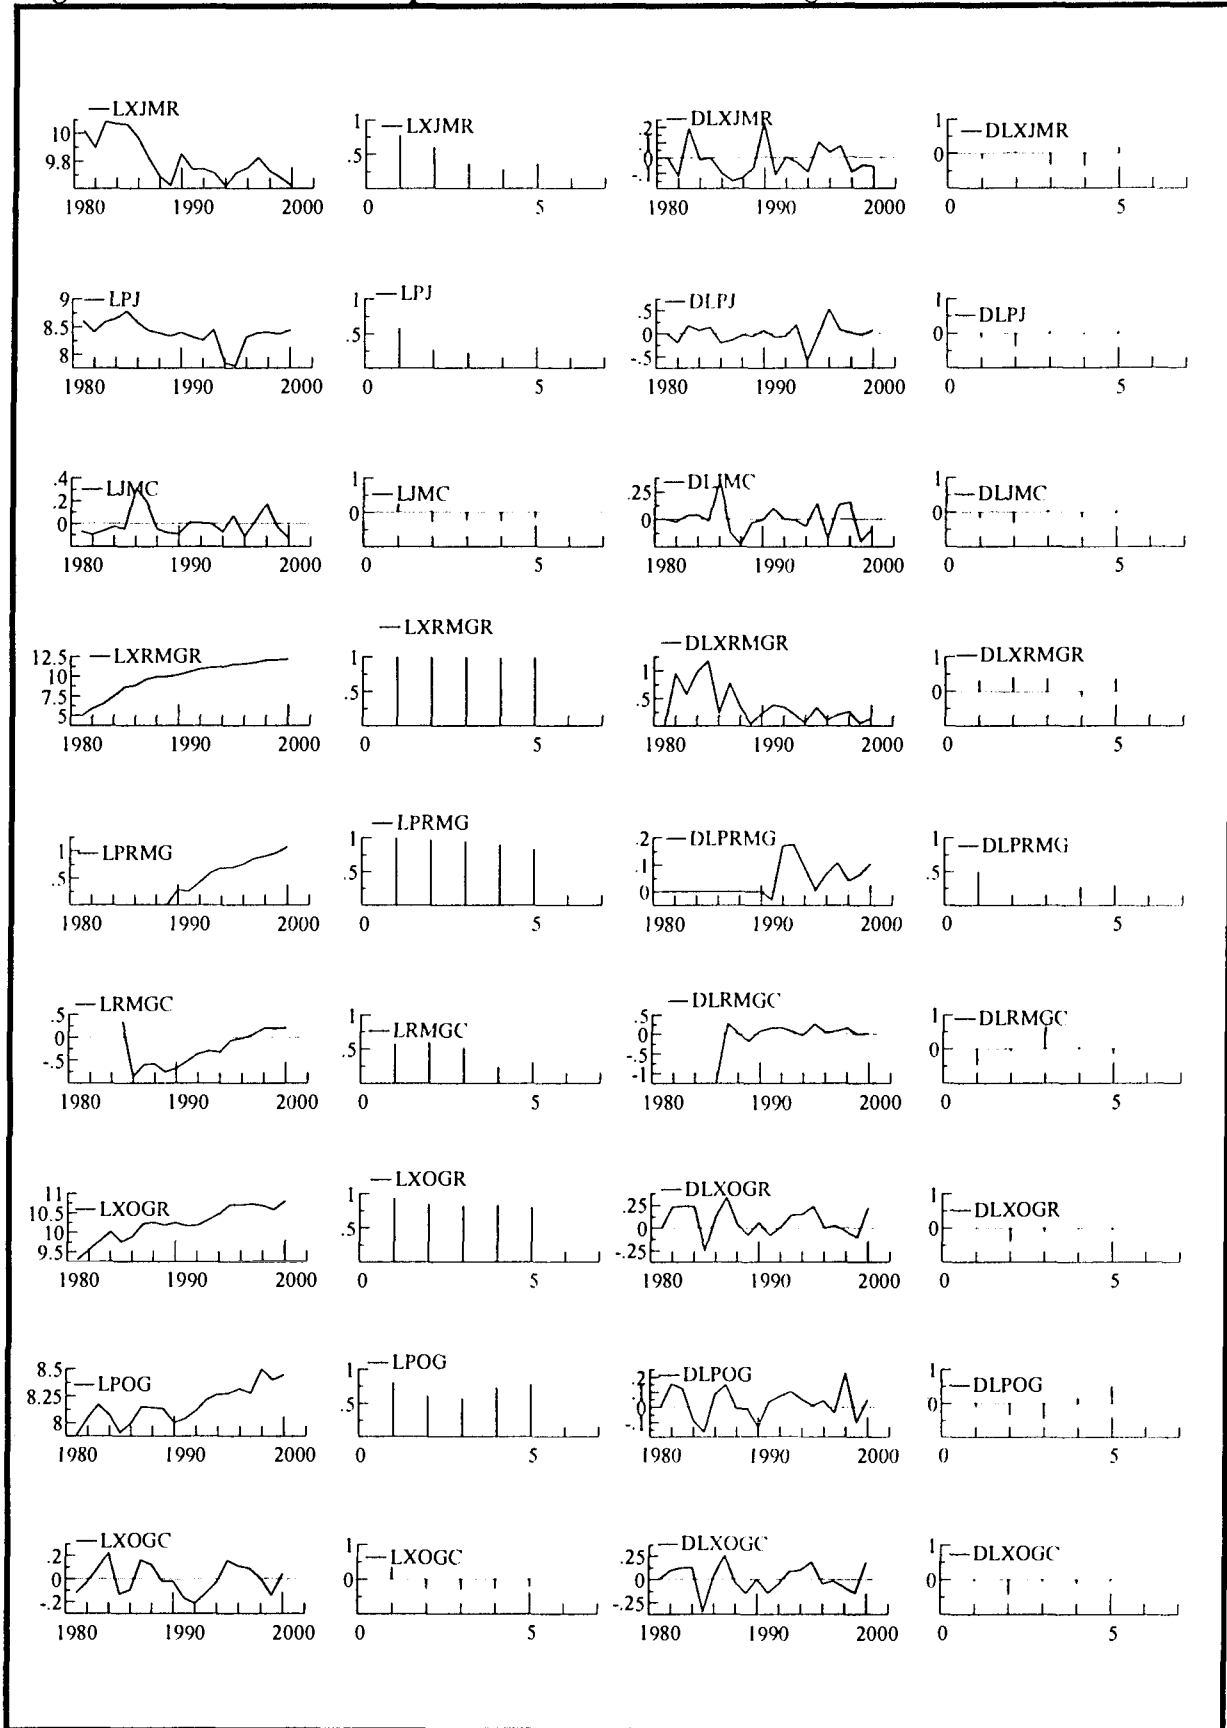 LXJMR
10
9.8
1980 1990 2000
LXJMR
1
.5
0 5
DLXJMR
.2
0
-.1
1980 1990 2000
DLXJMR
1
0
0 5
LPJ
9
8.5
8
1980 1990 2000
LPJ
1
.5
0 5
DLPJ
.5
0
-.5
1980 1990 2000
DLPJ
1
0
0 5
LJMC
.4
.2
0
1980 1990 2000
LJMC
1
0
0 5
DLJMC
.25
0
1980 1990 2000
DLJMC
1
0
0 5
LXRMGR
12.5
10
7.5
5
1980 1990 2000
LXRMGR
1
.5
0 5
DLXRMGR
1
.5
1980 1990 2000
DLXRMGR
1
0
0 5
LPRMG
1
.5
1980 1990 2000
LPRMG
1
.5
0 5
DLPRMG
.2
.1
0
1980 1990 2000
DLPRMG
1
.5
0 5
LRMGC
.5
0
-.5
1980 1990 2000
LRMGC
1
.5
0 5
DLRMGC
.5
0
-.5
-1
1980 1990 2000
DLRMGC
1
0
0 5
LXOGR
11
10.5
10
9.5
1980 1990 2000
LXOGR
1
.5
0 5
DLXOGR
.25
0
-.25
1980 1990 2000
DLXOGR
1
0
0 5
LPOG
8.5
8.25
8
1980 1990 2000
LPOG
1
.5
0 5
DLPOG
.2
.1
0
-.1
1980 1990 2000
DLPOG
1
0
0 5
LXOGC
.2
0
-.2
1980 1990 2000
LXOGC
1
0
0 5
DLXOGC
.25
0
-.25
1980 1990 2000
DLXOGC
1
0
0 5